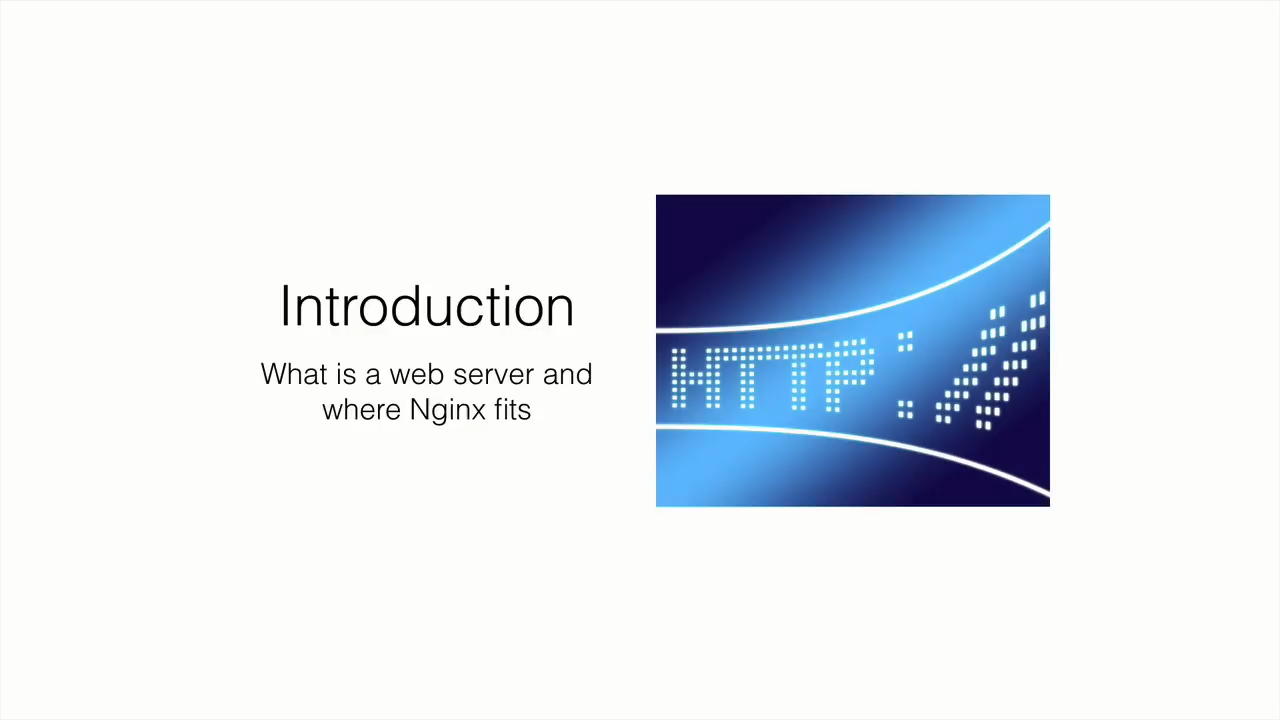 Introduction
What is a web server and
where Nginx fits
HTTP://